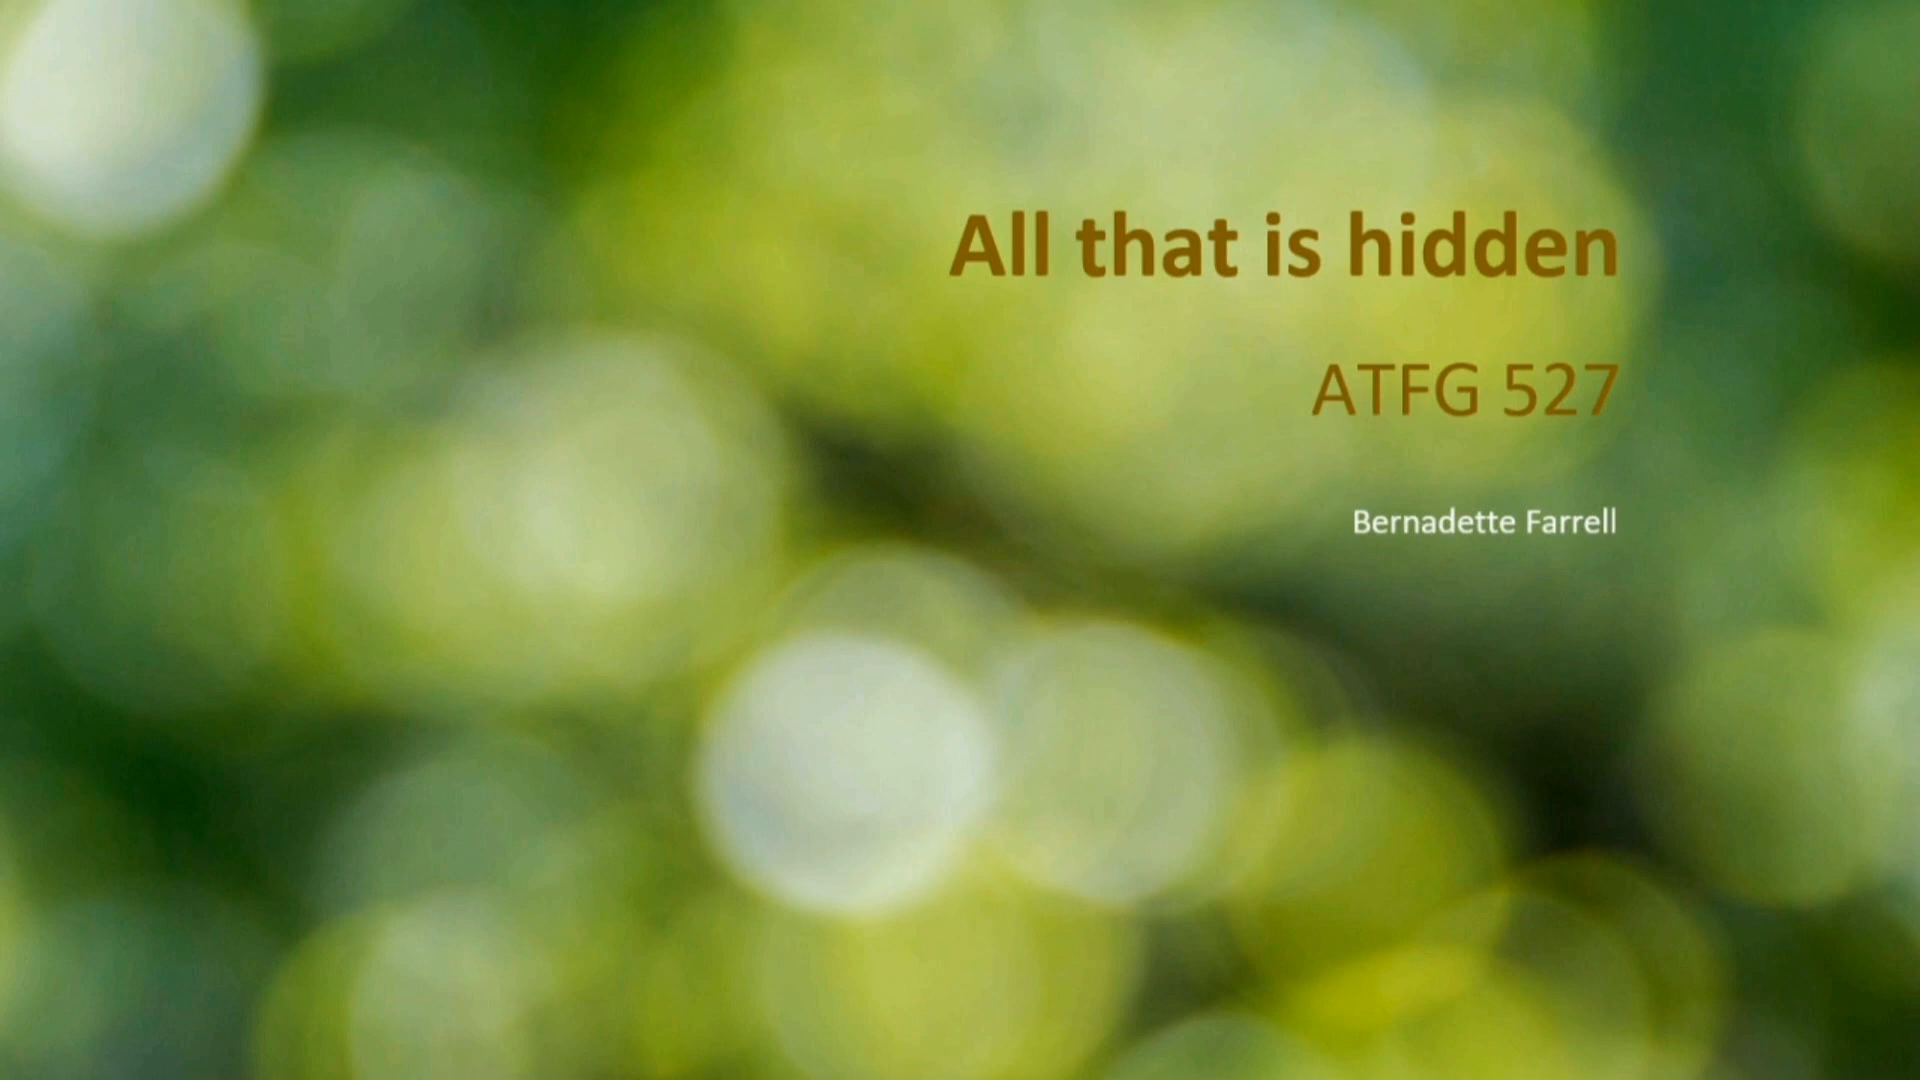 All that is hidden
ATFG 527
Bernadette Farrell